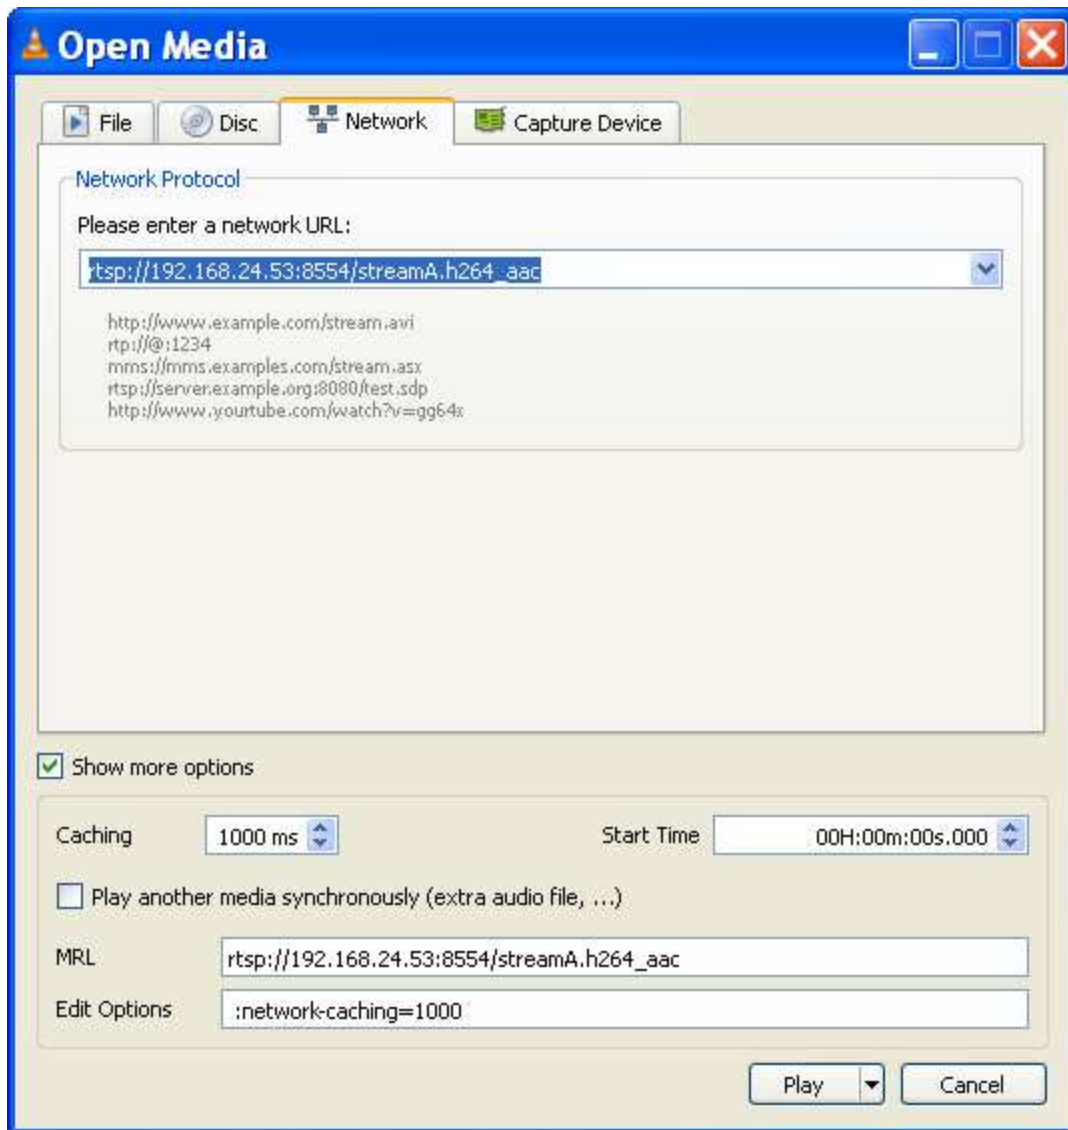 Open Media
File Disc Network Capture Device
Network Protocol
Please enter a network URL:
rtsp://192.168.24.53:8554/streamA.h264_aac
http://www.example.com/stream.avi
rtp://@:1234
mms://mms.examples.com/stream.asx
rtsp://server.example.org:8080/test.sdp
http://www.yourtube.com/watch?v=gg64x
Show more options
Caching 1000 ms Start Time 00H:00m:00s.000
Play another media synchronously (extra audio file, ...)
MRL rtsp://192.168.24.53:8554/streamA.h264_aac
Edit Options :network-caching=1000
Play Cancel